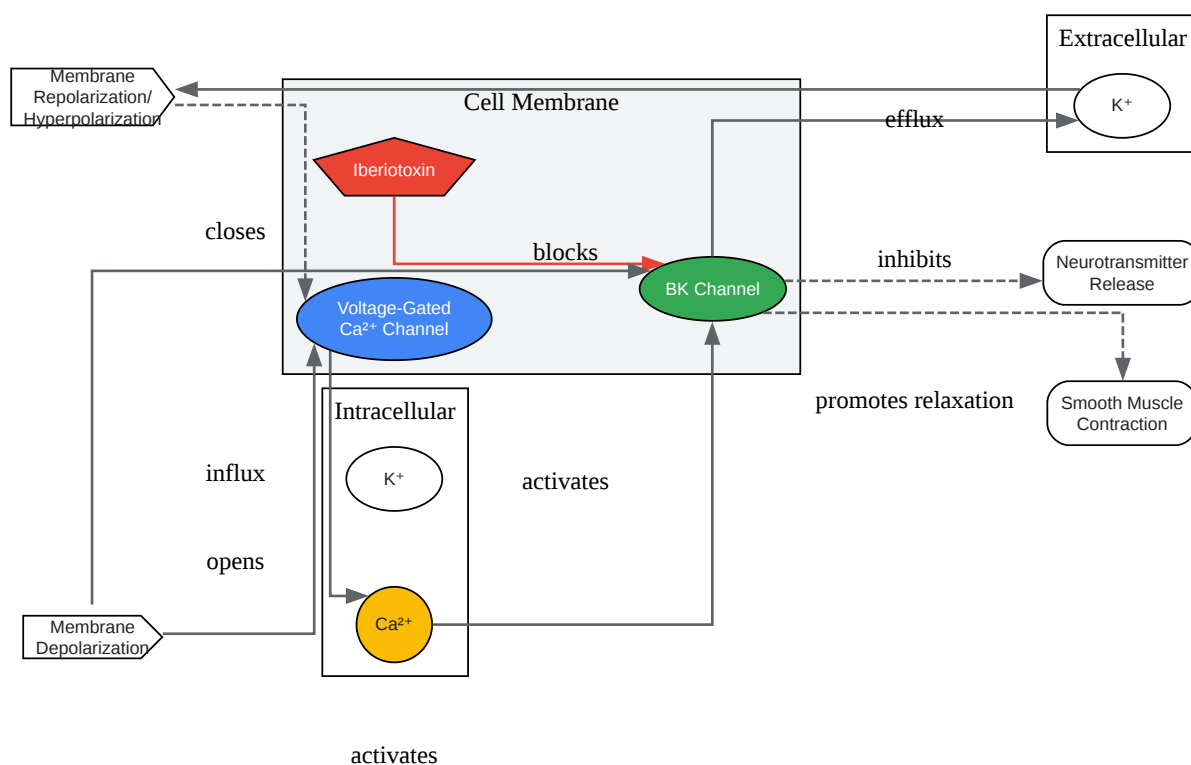 Extracellular
Membrane
Repolarization/
Hyperpolarization
Cell Membrane
K⁺
efflux
Iberiotoxin
closes
blocks
inhibits
Neurotransmitter
Release
BK Channel
Voltage-Gated
Ca²⁺ Channel
promotes relaxation
Smooth Muscle
Contraction
Intracellular
influx
K⁺
activates
opens
Membrane
Depolarization
Ca²⁺
activates